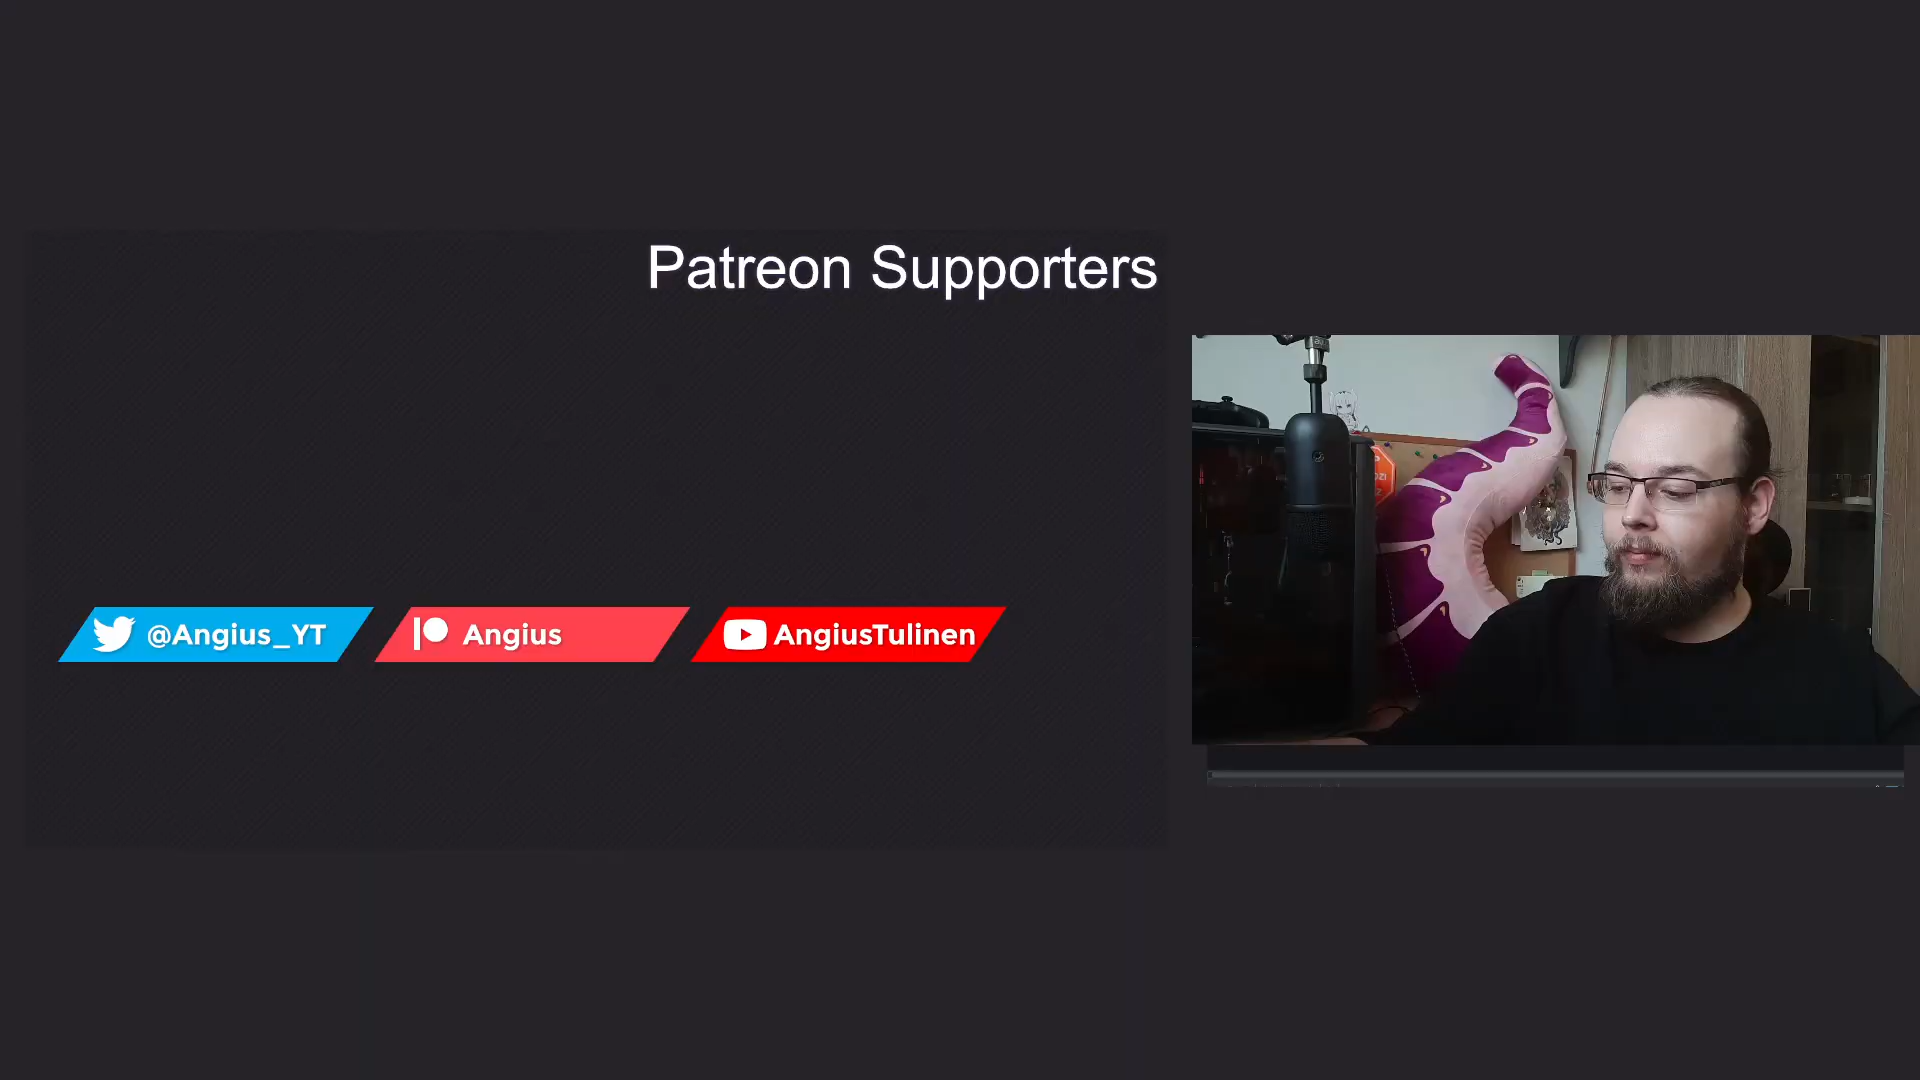 Patreon Supporters
@Angius_YT
Angius
AngiusTulinen